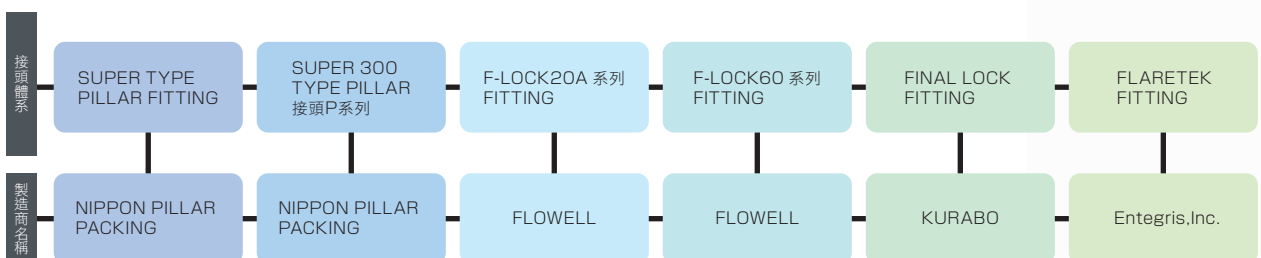 接頭體系
SUPER TYPE
PILLAR FITTING
SUPER 300
TYPE PILLAR
接頭P系列
F-LOCK20A 系列
FITTING
F-LOCK60 系列
FITTING
FINAL LOCK
FITTING
FLARETEK
FITTING
製造商名稱
NIPPON PILLAR
PACKING
NIPPON PILLAR
PACKING
FLOWELL
FLOWELL
KURABO
Entegris,Inc.